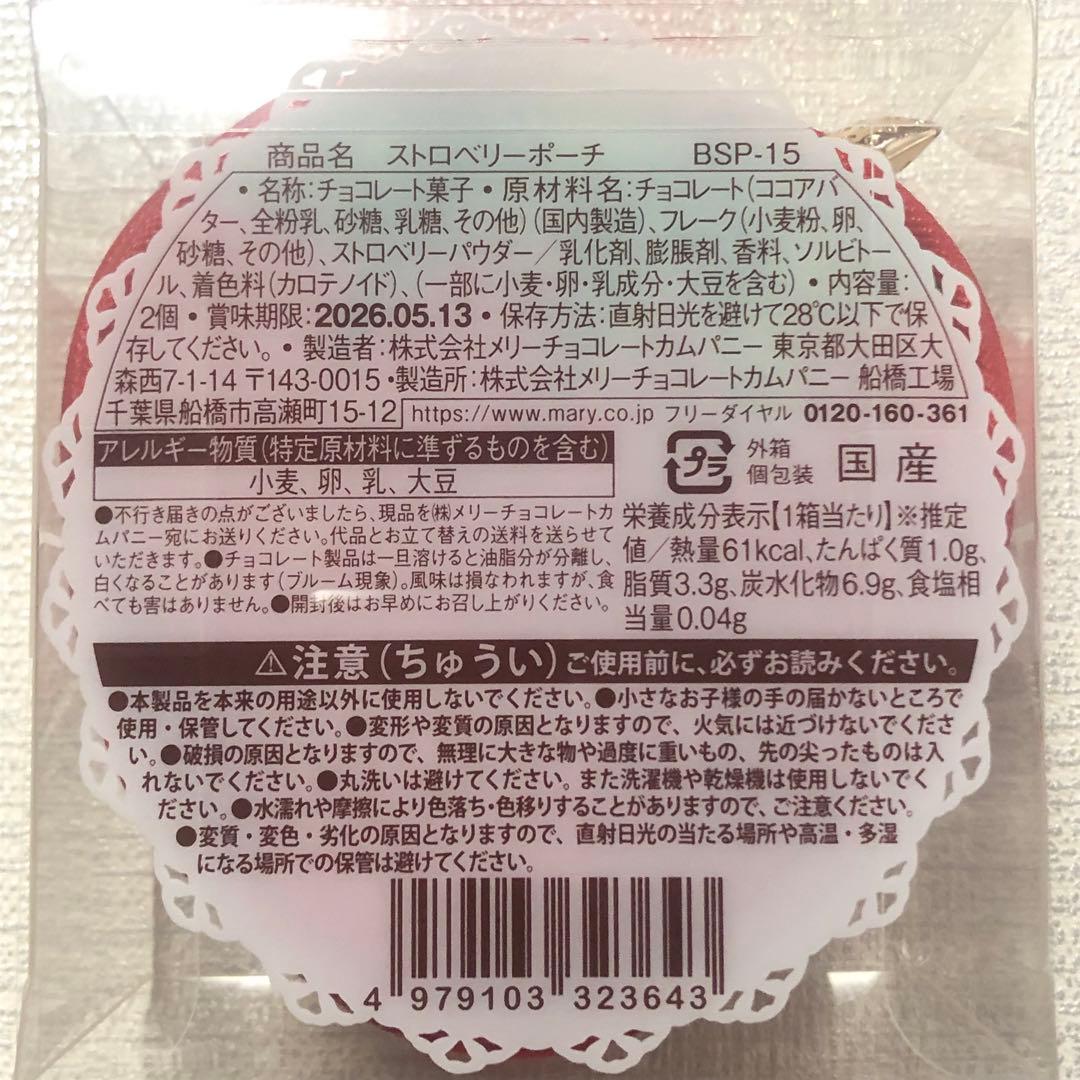 商品名 ストロベリーポーチ BSP-15
・名称:チョコレート菓子・原材料名:チョコレート(ココアバ
ター、全粉乳、砂糖、乳糖、その他)(国内製造)、フレーク(小麦粉、卵、
砂糖、その他)、ストロベリーパウダー/乳化剤、膨脹剤、香料、ソルビトー
ル、着色料(カロテノイド)、(一部に小麦・卵・乳成分・大豆を含む)・内容量:
2個・賞味期限:2026.05.13・保存方法:直射日光を避けて28℃以下で保
存してください。・製造者:株式会社メリーチョコレートカムパニー 東京都大田区大
森西7-1-14 〒143-0015・製造所:株式会社メリーチョコレートカムパニー 船橋工場
千葉県船橋市高瀬町15-12 https://www.mary.co.jp フリーダイヤル 0120-160-361
アレルギー物質(特定原材料に準ずるものを含む)
小麦、卵、乳、大豆
プラ 外箱
個包装
国産
●不行き届きの点がございましたら、現品を㈱メリーチョコレートカ
ムパニー宛にお送りください。代品とお立て替えの送料を送らせて
いただきます。●チョコレート製品は一旦溶けると油脂分が分離し、
白くなることがあります(ブルーム現象)。風味は損なわれますが、食
べても害はありません。●開封後はお早めにお召し上がりください。
栄養成分表示【1箱当たり】※推定
値/熱量61kcal、たんぱく質1.0g、
脂質3.3g、炭水化物6.9g、食塩相
当量0.04g
⚠注意(ちゅうい)ご使用前に、必ずお読みください。
●本製品を本来の用途以外に使用しないでください。●小さなお子様の手の届かないところで
使用・保管してください。●変形や変質の原因となりますので、火気には近づけないでくださ
い。●破損の原因となりますので、無理に大きな物や過度に重いもの、先の尖ったものは入
れないでください。●丸洗いは避けてください。また洗濯機や乾燥機は使用しないでく
ださい。●水濡れや摩擦により色落ち・色移りすることがありますので、ご注意ください。
●変質・変色・劣化の原因となりますので、直射日光の当たる場所や高温・多湿
になる場所での保管は避けてください。
4 979103 323643